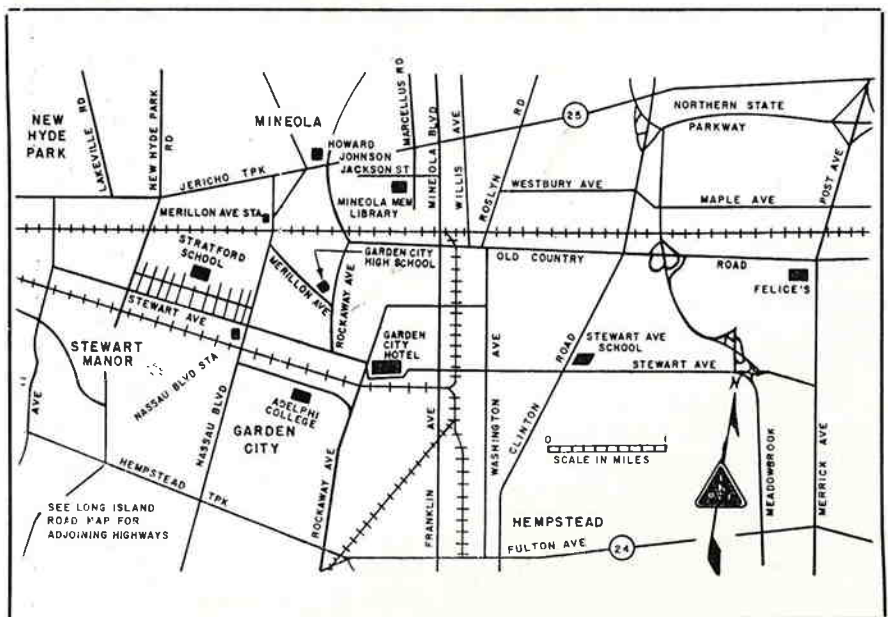 NEW
HYDE
PARK
LAKEVILLE
RD
NEW HYDE PARK
RD
MINEOLA
HOWARD
JOHNSON
JACKSON ST
MARCELLUS RD
MINEOLA BLVD
WILLIS AVE
ROSLYN RD
25
NORTHERN STATE
PARKWAY
POST AVE
JERICHO TPK
MERILLON AVE STA
MINEOLA MEM
LIBRARY
WESTBURY AVE
MAPLE AVE
STRATFORD
SCHOOL
MERILLON AVE
GARDEN CITY
HIGH SCHOOL
ROCKAWAY AVE
OLD COUNTRY
ROAD
FELICE'S
STEWART AVE
STEWART
MANOR
NASSAU BLVD STA
GARDEN
CITY
HOTEL
STEWART AVE
SCHOOL
STEWART AVE
AVE
NASSAU BLVD
ADELPHI
COLLEGE
GARDEN
CITY
ROCKAWAY AVE
FRANKLIN AVE
WASHINGTON AVE
CLINTON ROAD
0 1
SCALE IN MILES
N
MEADOWBROOK
MERRICK AVE
HEMPSTEAD
TPK
SEE LONG ISLAND
ROAD MAP FOR
ADJOINING HIGHWAYS
HEMPSTEAD
FULTON AVE
24